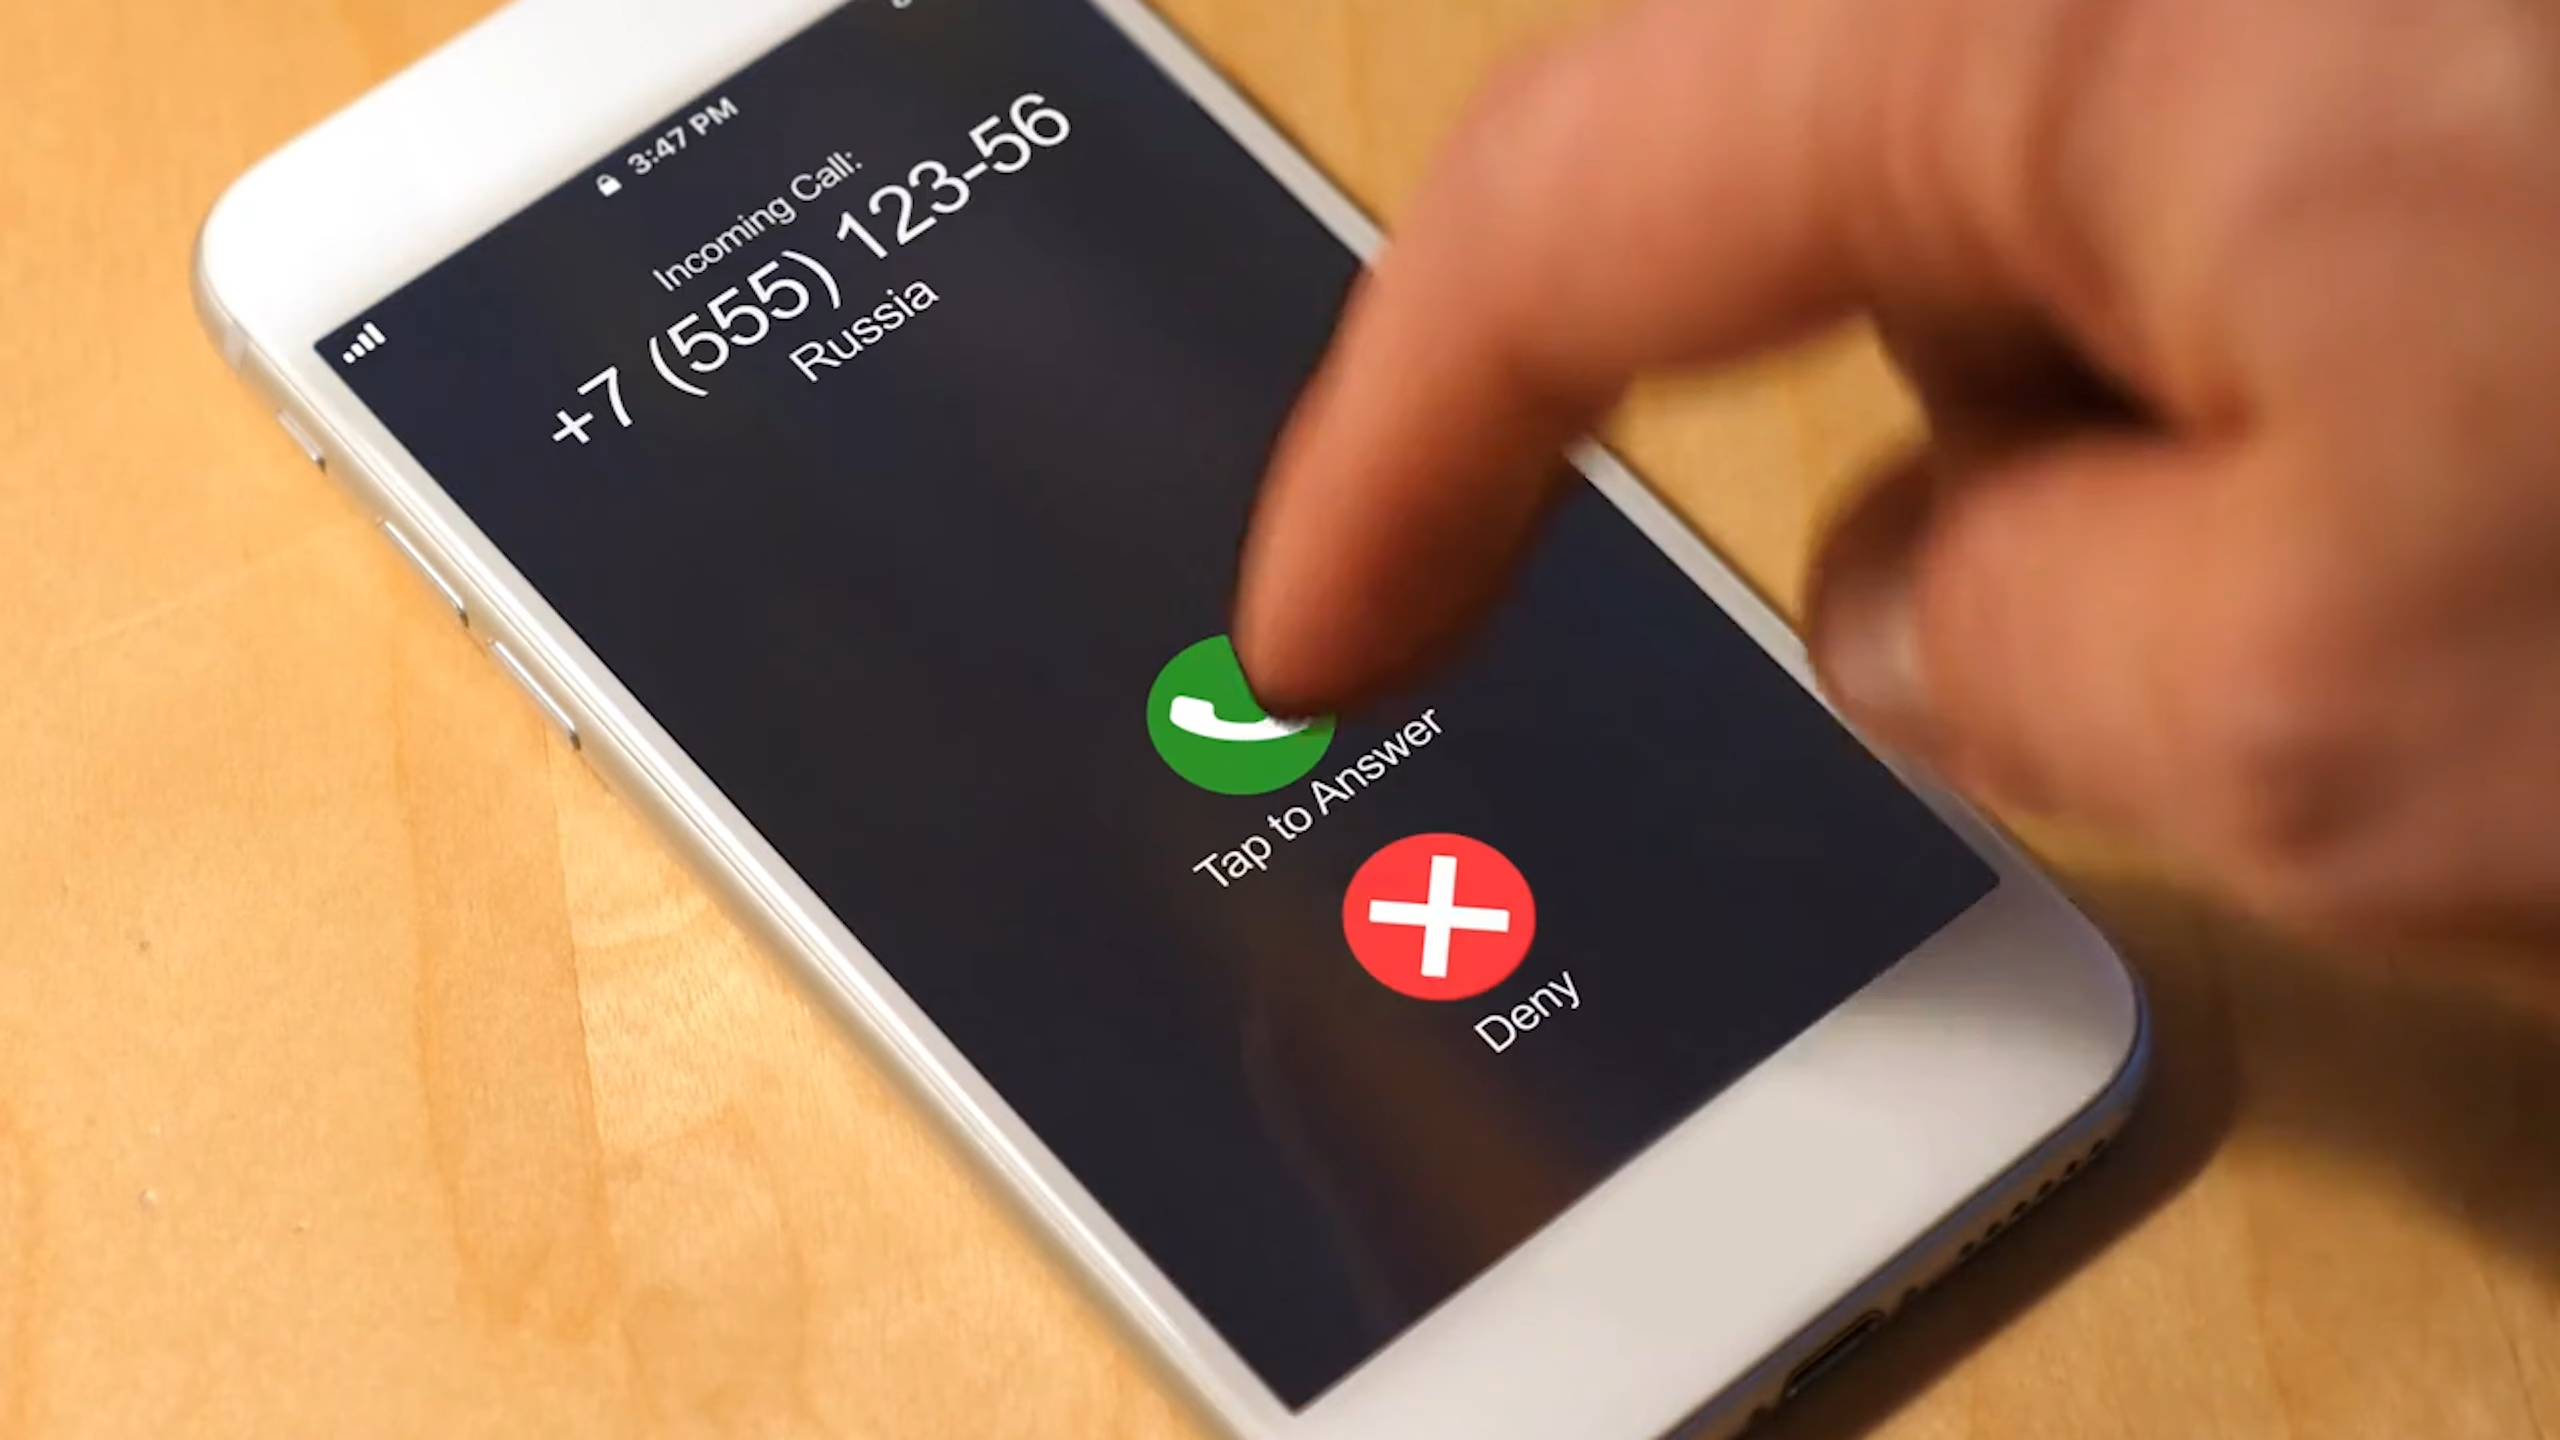 3:47 PM
Incoming Call:
+7 (555) 123-56
Russia
Tap to Answer
Deny